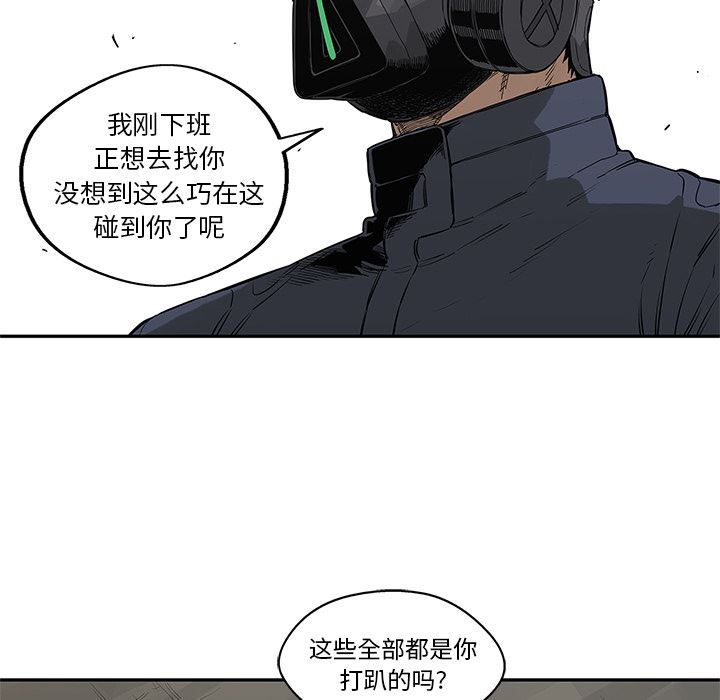 我刚下班
正想去找你
没想到这么巧在这
碰到你了呢
这些全部都是你
打趴的吗?